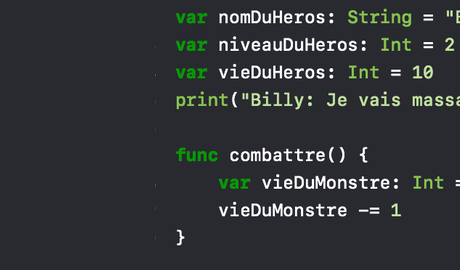 var nomDuHeros: String = "
var niveauDuHeros: Int = 2
var vieDuHeros: Int = 10
print("Billy: Je vais massa
func combattre() {
var vieDuMonstre: Int =
vieDuMonstre -= 1
}